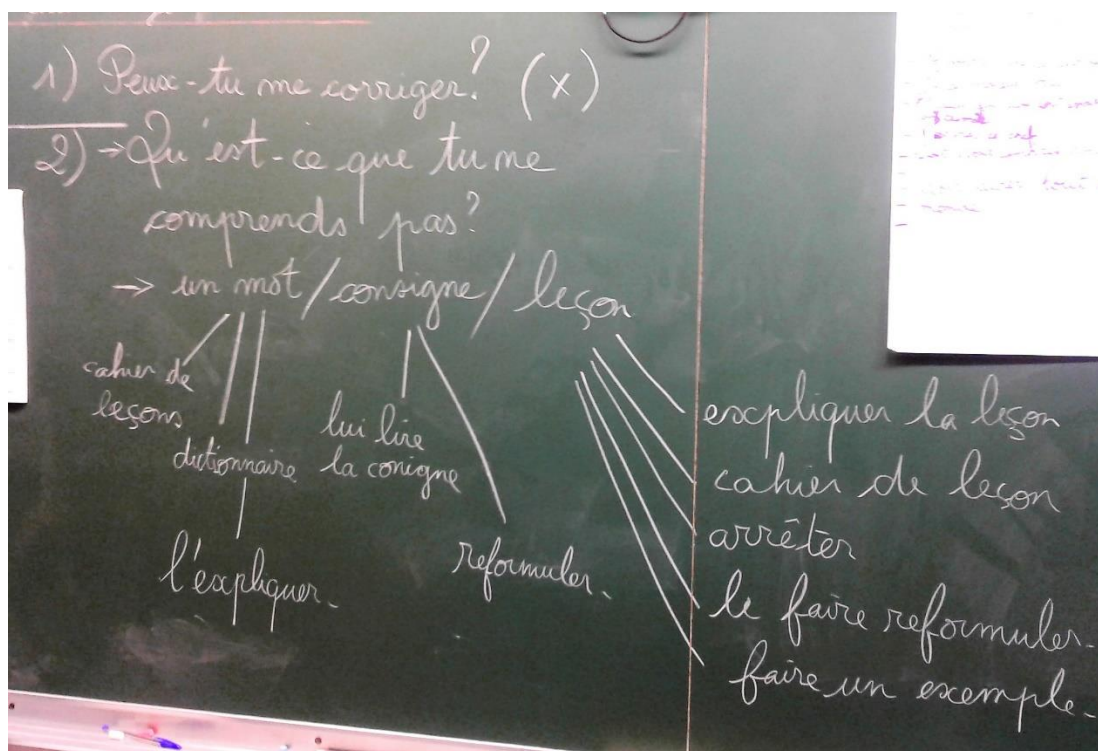 1) Peux-tu me corriger? (x)
2) → Qu'est-ce que tu ne
comprends pas?
→ un mot / consigne / leçon
cahier de
leçons
dictionnaire
l'expliquer.
lui lire
la conigne
reformuler.
expliquer la leçon
cahier de leçon
arrêter
le faire reformuler.
faire un exemple.